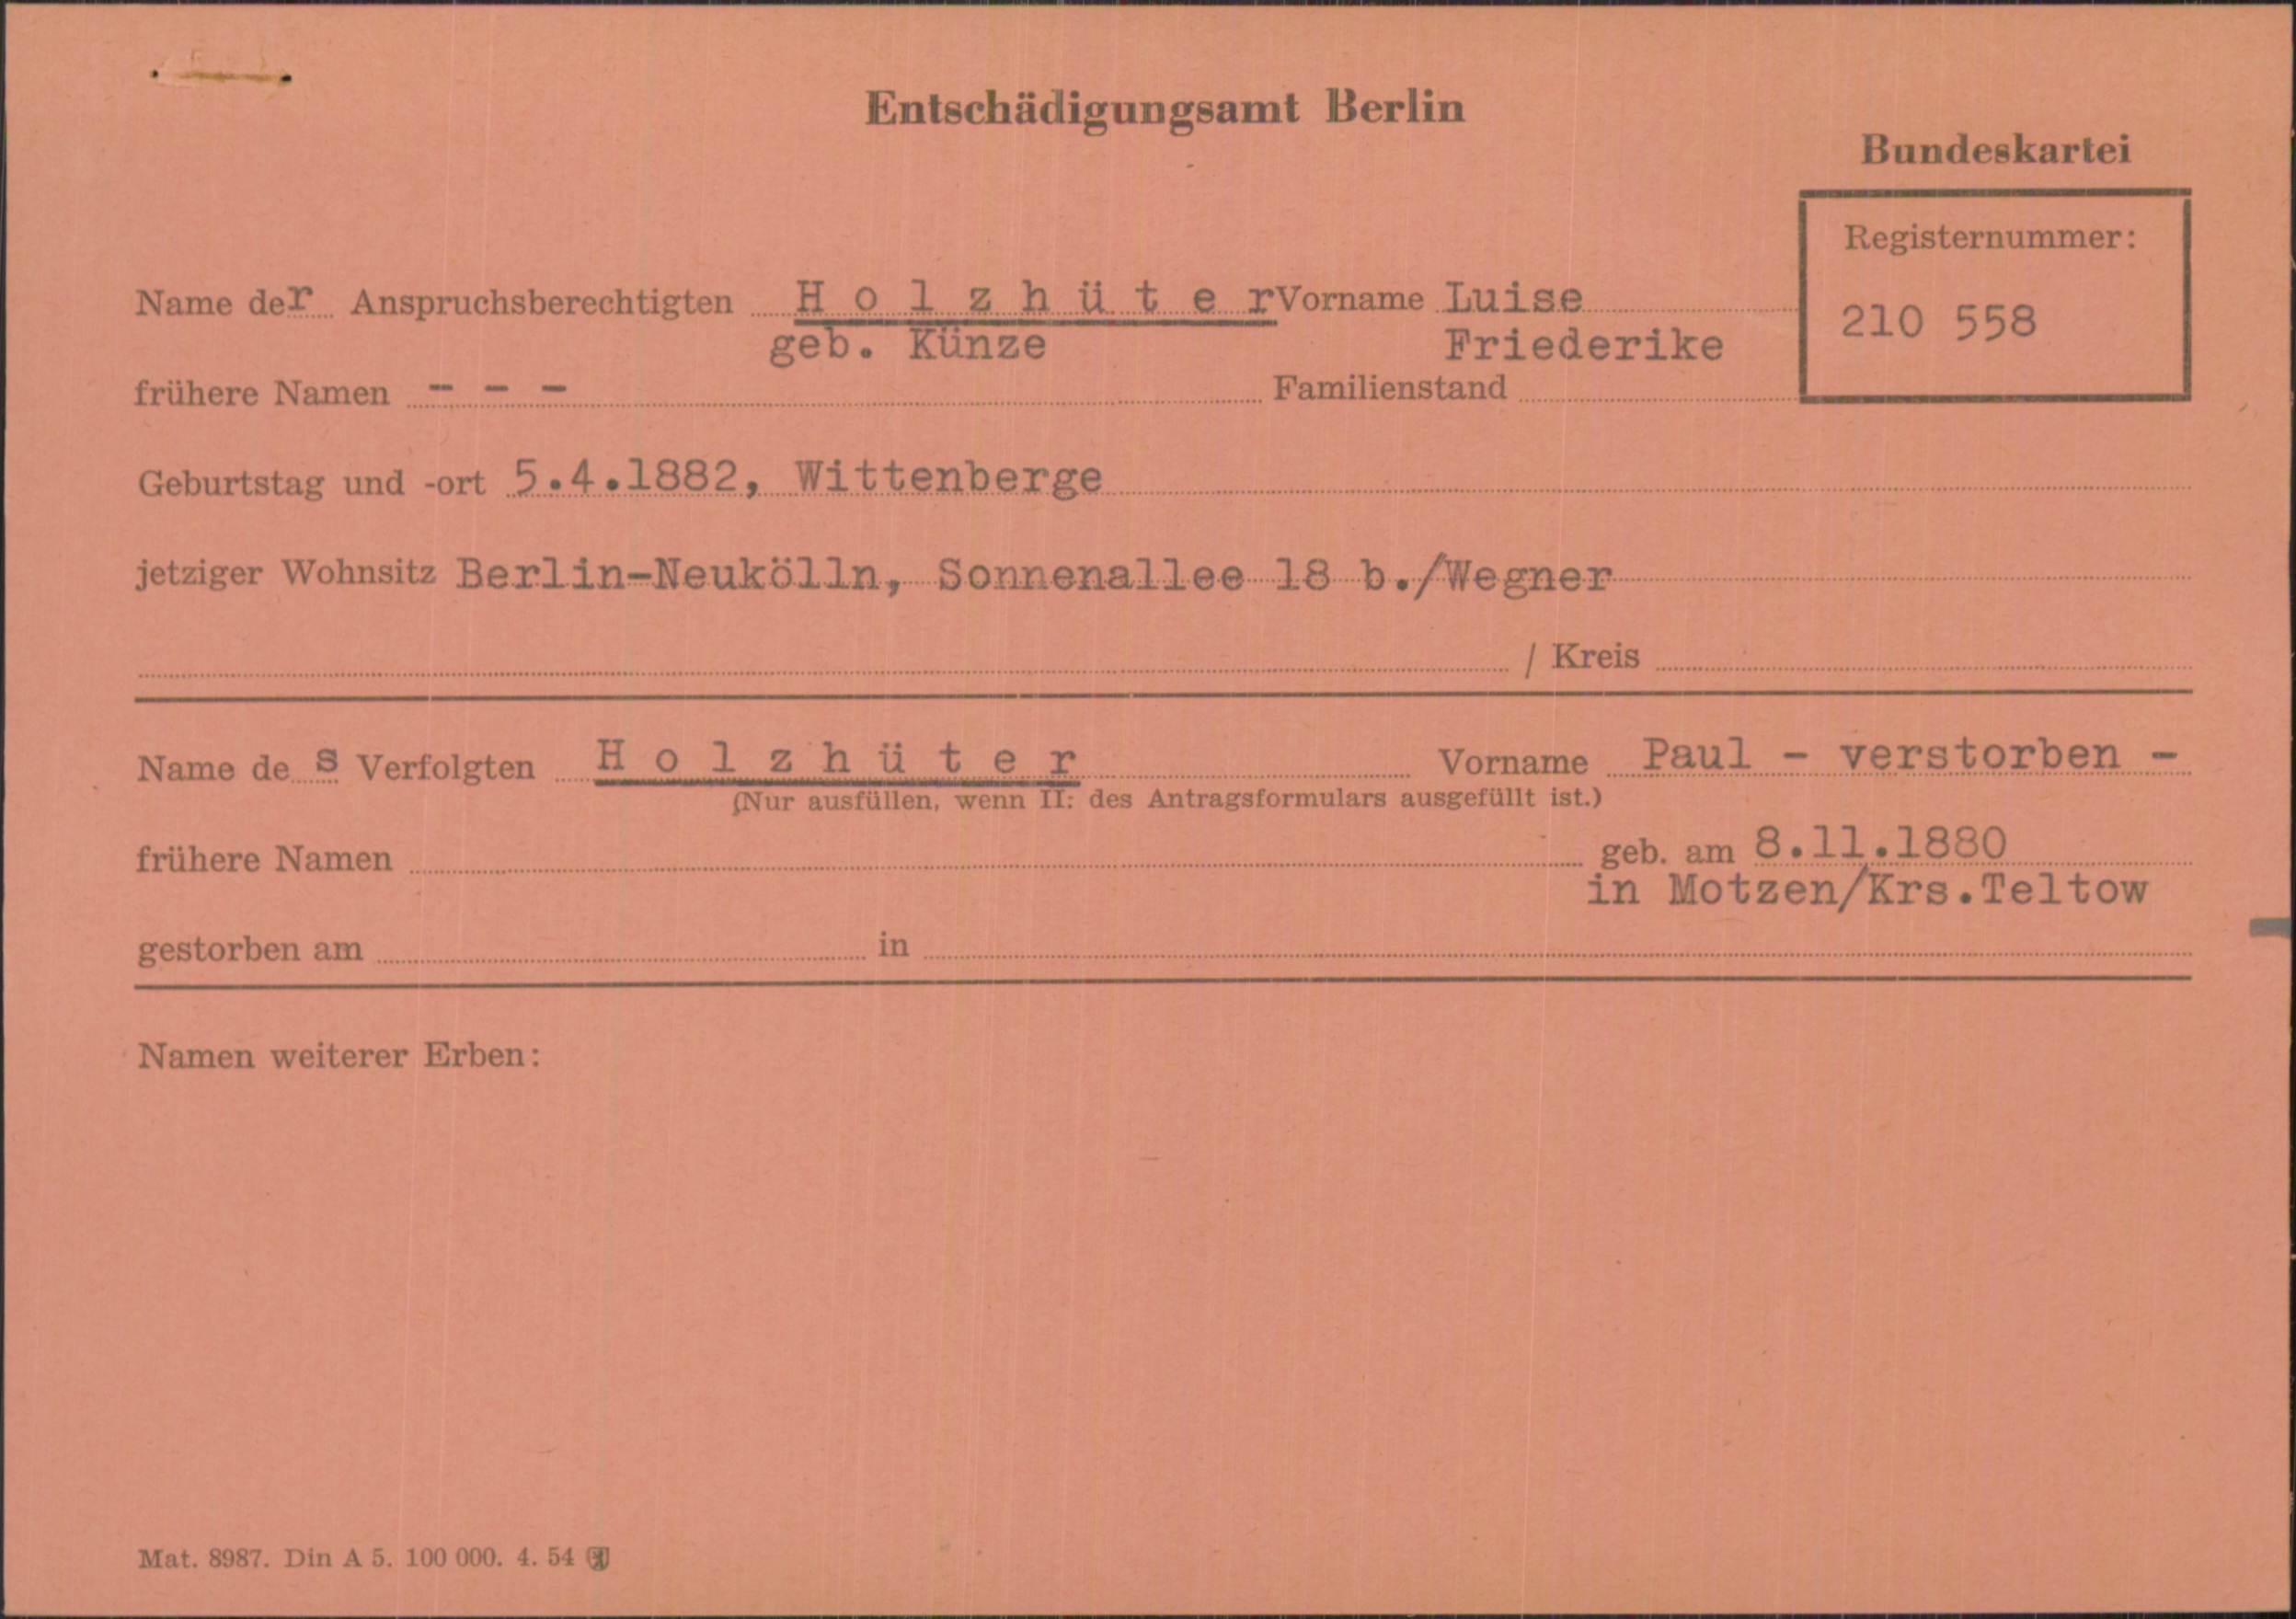 Entschädigungsamt Berlin
Bundeskartei
Registernummer:
210 558
Name der Anspruchsberechtigten H o l z h ü t e r Vorname Luise
geb. Künze Friederike
frühere Namen - - - Familienstand
Geburtstag und -ort 5.4.1882, Wittenberge
jetziger Wohnsitz Berlin-Neukölln, Sonnenallee 18 b./Wegner
/ Kreis
Name de s Verfolgten H o l z h ü t e r Vorname Paul - verstorben -
(Nur ausfüllen, wenn II: des Antragsformulars ausgefüllt ist.)
frühere Namen geb. am 8.11.1880
in Motzen/Krs.Teltow
gestorben am in
Namen weiterer Erben:
Mat. 8987. Din A 5. 100 000. 4. 54